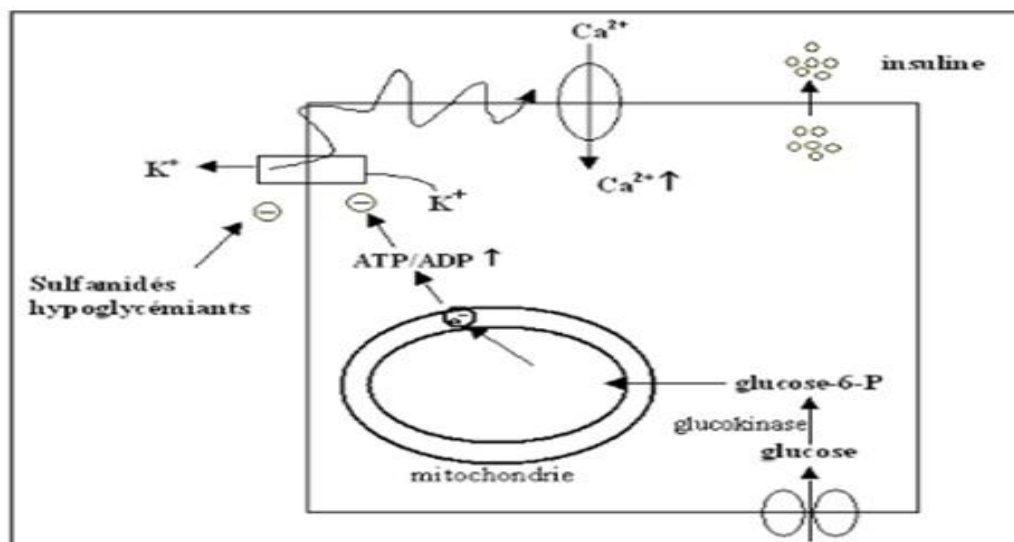 Ca²⁺
insuline
K⁺
Ca²⁺ ↑
K⁺
ATP/ADP ↑
Sulfamidés
hypoglycémiants
e⁻
glucose-6-P
glucokinase
glucose
mitochondrie